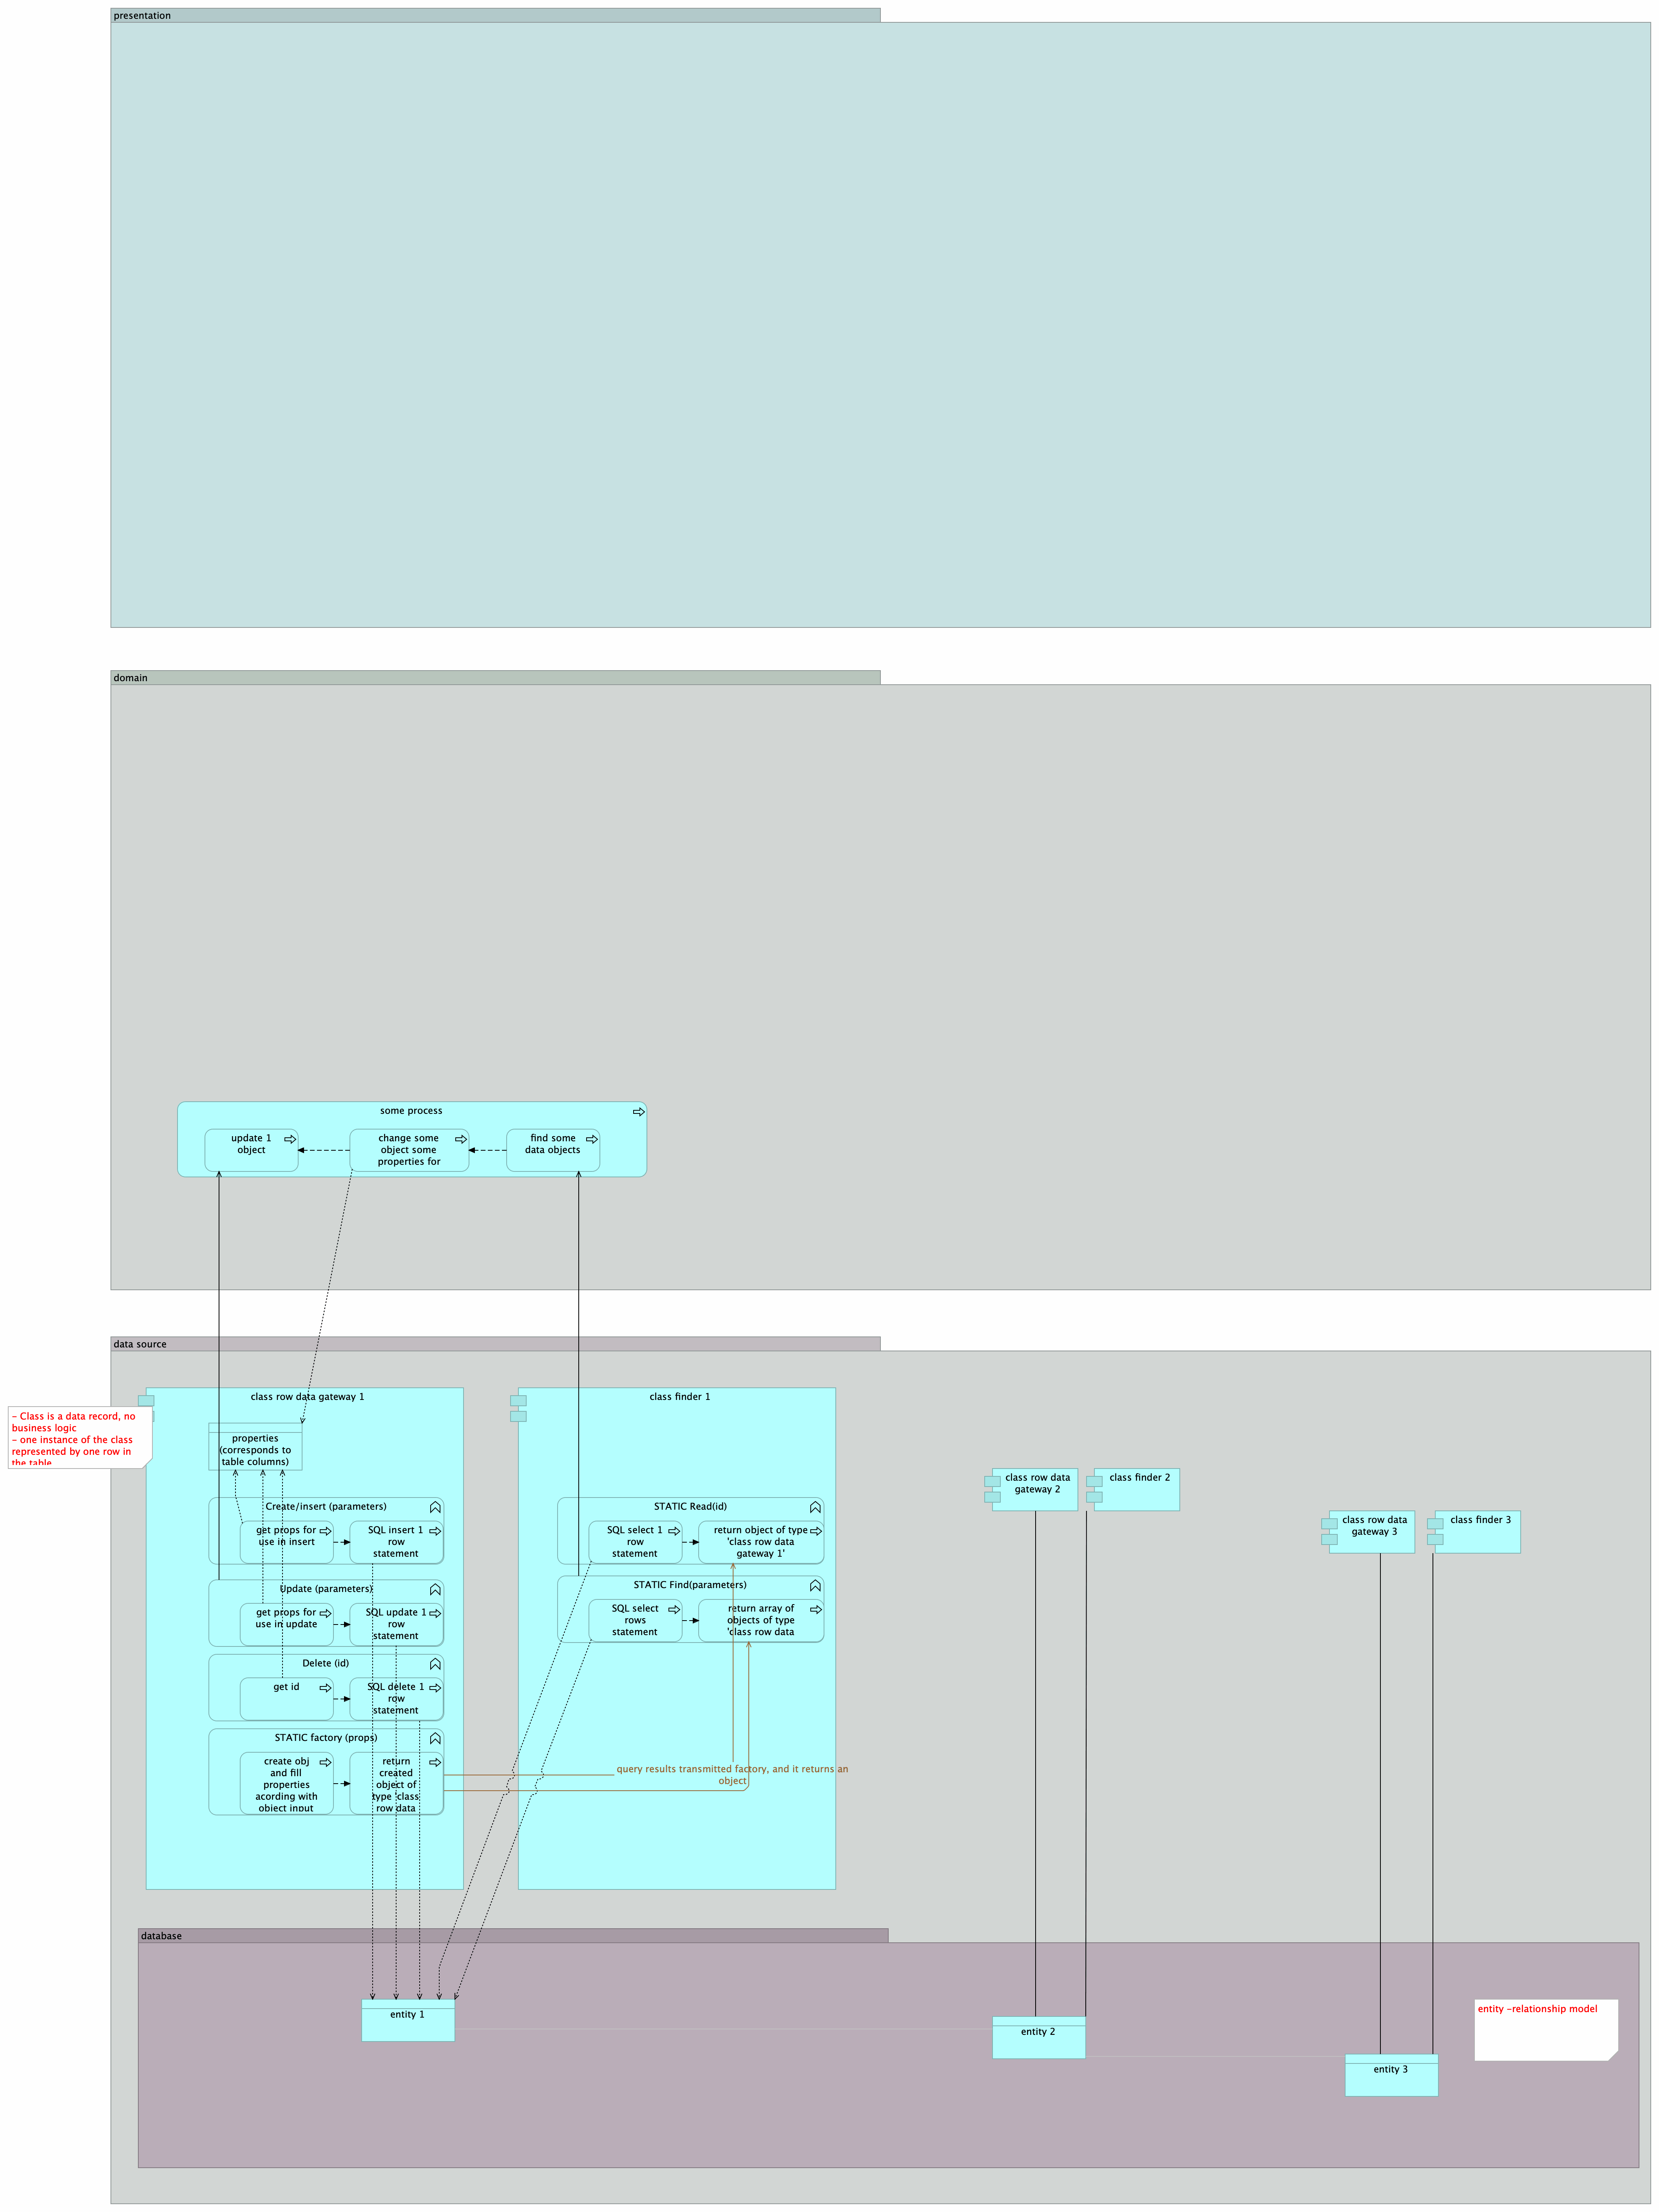 presentation
domain
some process
update 1
object
change some
object some
properties for
find some
data objects
data source
class row data gateway 1
class finder 1
- Class is a data record, no
business logic
- one instance of the class
represented by one row in
the table
properties
(corresponds to
table columns)
class row data
gateway 2
class finder 2
class row data
gateway 3
class finder 3
Create/insert (parameters)
get props for
use in insert
SQL insert 1
row
statement
STATIC Read(id)
SQL select 1
row
statement
return object of type
'class row data
gateway 1'
Update (parameters)
get props for
use in update
SQL update 1
row
statement
STATIC Find(parameters)
SQL select
rows
statement
return array of
objects of type
'class row data
Delete (id)
get id
SQL delete 1
row
statement
STATIC factory (props)
create obj
and fill
properties
acording with
object input
return
created
object of
type 'class
row data
query results transmitted factory, and it returns an
object
database
entity 1
entity 2
entity 3
entity -relationship model